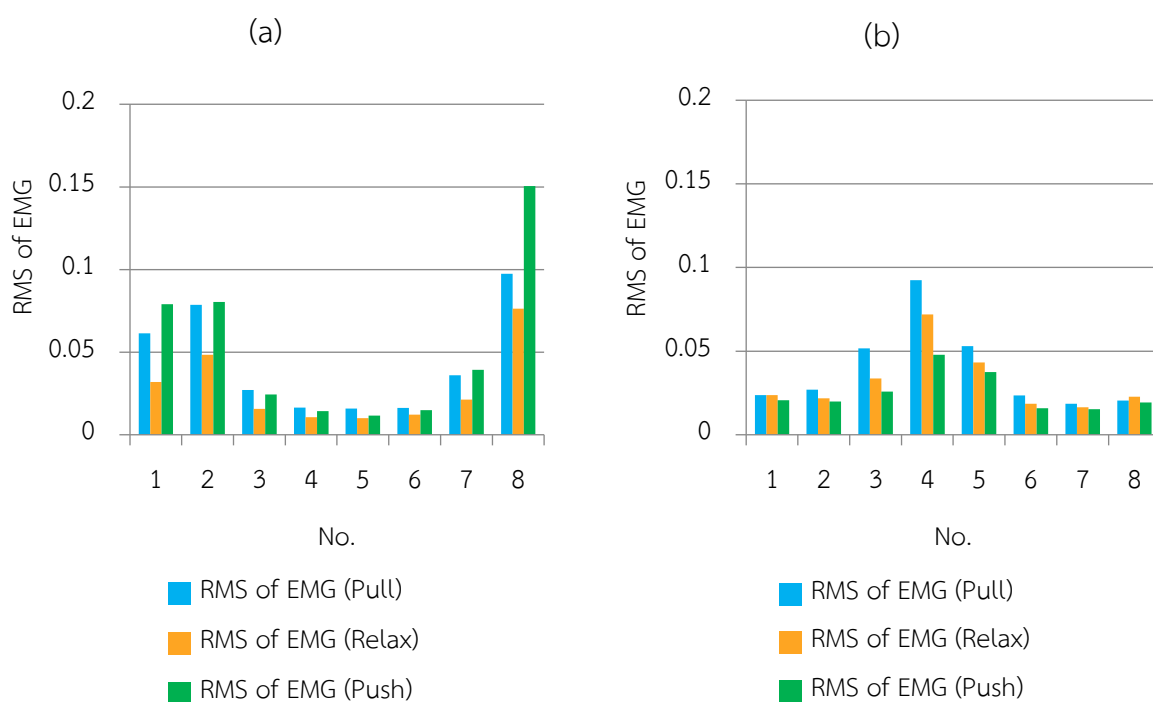 (a)
0.2
0.15
0.1
0.05
0
RMS of EMG
1 2 3 4 5 6 7 8
No.
RMS of EMG (Pull)
RMS of EMG (Relax)
RMS of EMG (Push)
(b)
0.2
0.15
0.1
0.05
0
RMS of EMG
1 2 3 4 5 6 7 8
No.
RMS of EMG (Pull)
RMS of EMG (Relax)
RMS of EMG (Push)